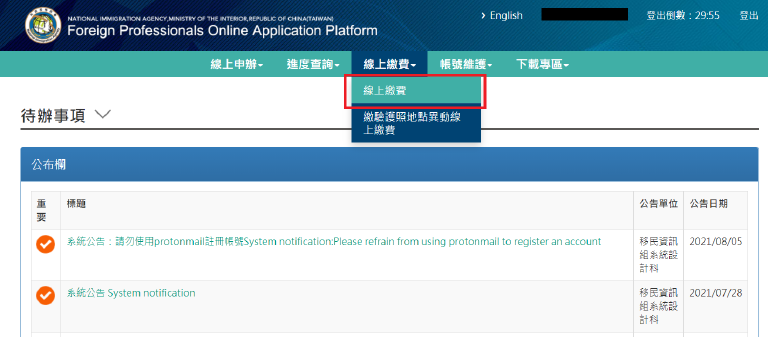 NATIONAL IMMIGRATION AGENCY,MINISTRY OF THE INTERIOR,REPUBLIC OF CHINA(TAIWAN)
Foreign Professionals Online Application Platform
English
登出倒數：29:55
登出
線上申辦
進度查詢
線上繳費
帳號維護
下載專區
線上繳費
繳驗護照地點異動線
上繳費
待辦事項
公布欄
重
要
標題
公告單位
公告日期
系統公告：請勿使用protonmail註冊帳號System notification:Please refrain from using protonmail to register an account
移民資訊
組系統設
計科
2021/08/05
系統公告 System notification
移民資訊
組系統設
計科
2021/07/28